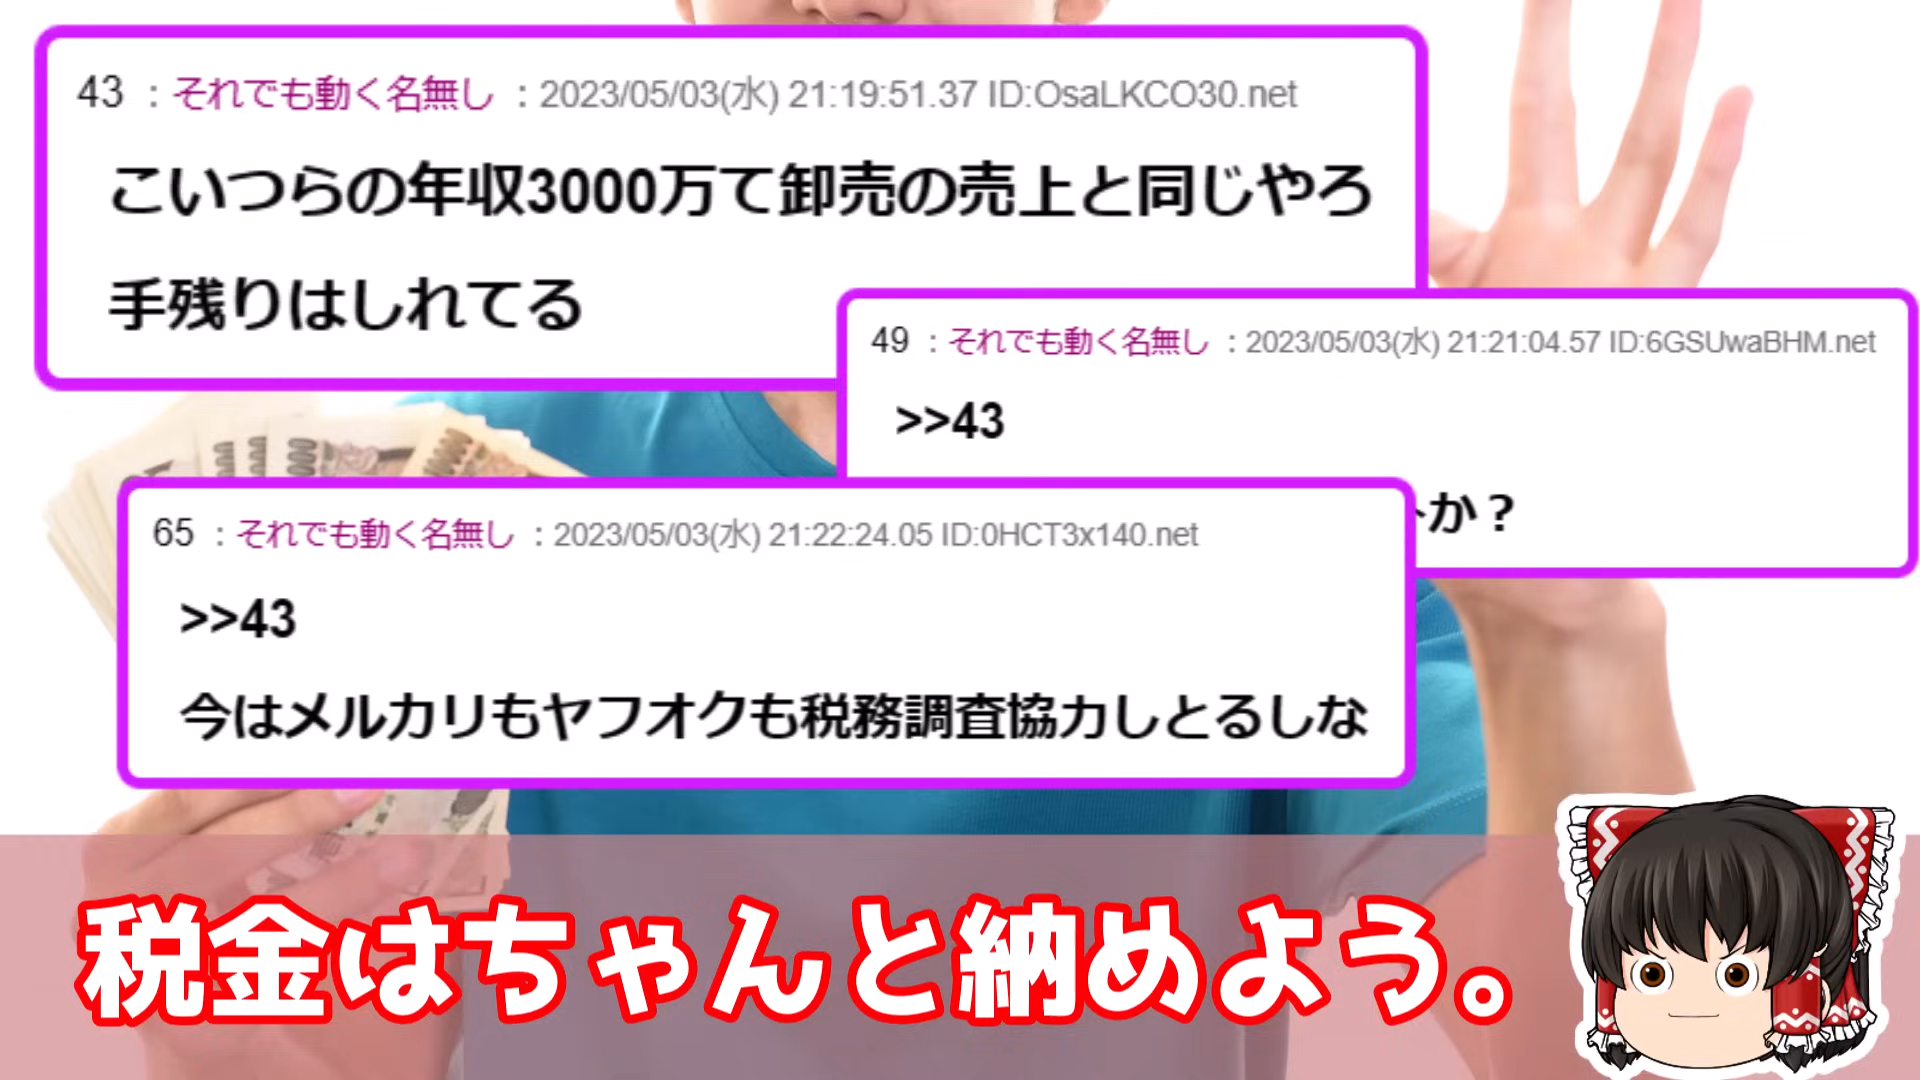 43 ：それでも動く名無し ：2023/05/03(水) 21:19:51.37 ID:OsaLKCO30.net
こいつらの年収3000万て卸売の売上と同じやろ
手残りはしれてる
49 ：それでも動く名無し ：2023/05/03(水) 21:21:04.57 ID:6GSUwaBHM.net
>>43
か？
65 ：それでも動く名無し ：2023/05/03(水) 21:22:24.05 ID:0HCT3x140.net
>>43
今はメルカリもヤフオクも税務調査協力しとるしな
税金はちゃんと納めよう。